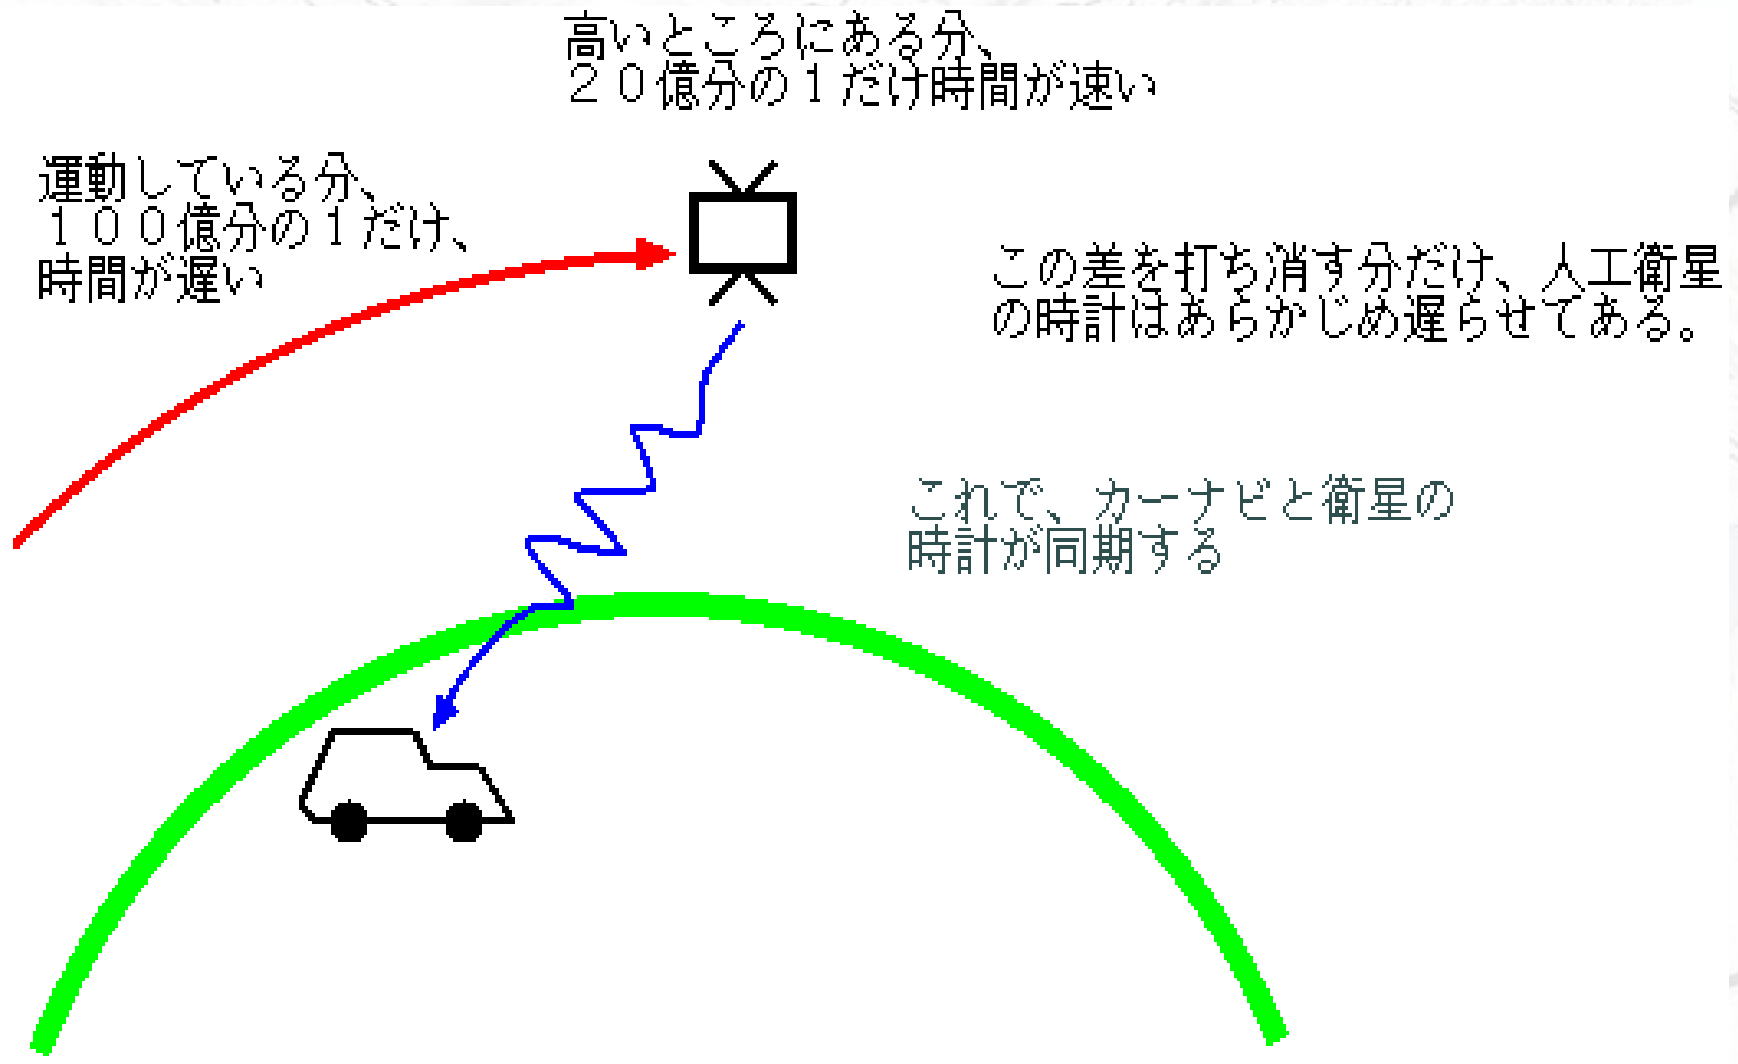 高いところにある分、
２０億分の１だけ時間が速い
運動している分、
１００億分の１だけ、
時間が遅い
この差を打ち消す分だけ、人工衛星
の時計はあらかじめ遅らせてある。
これで、カーナビと衛星の
時計が同期する